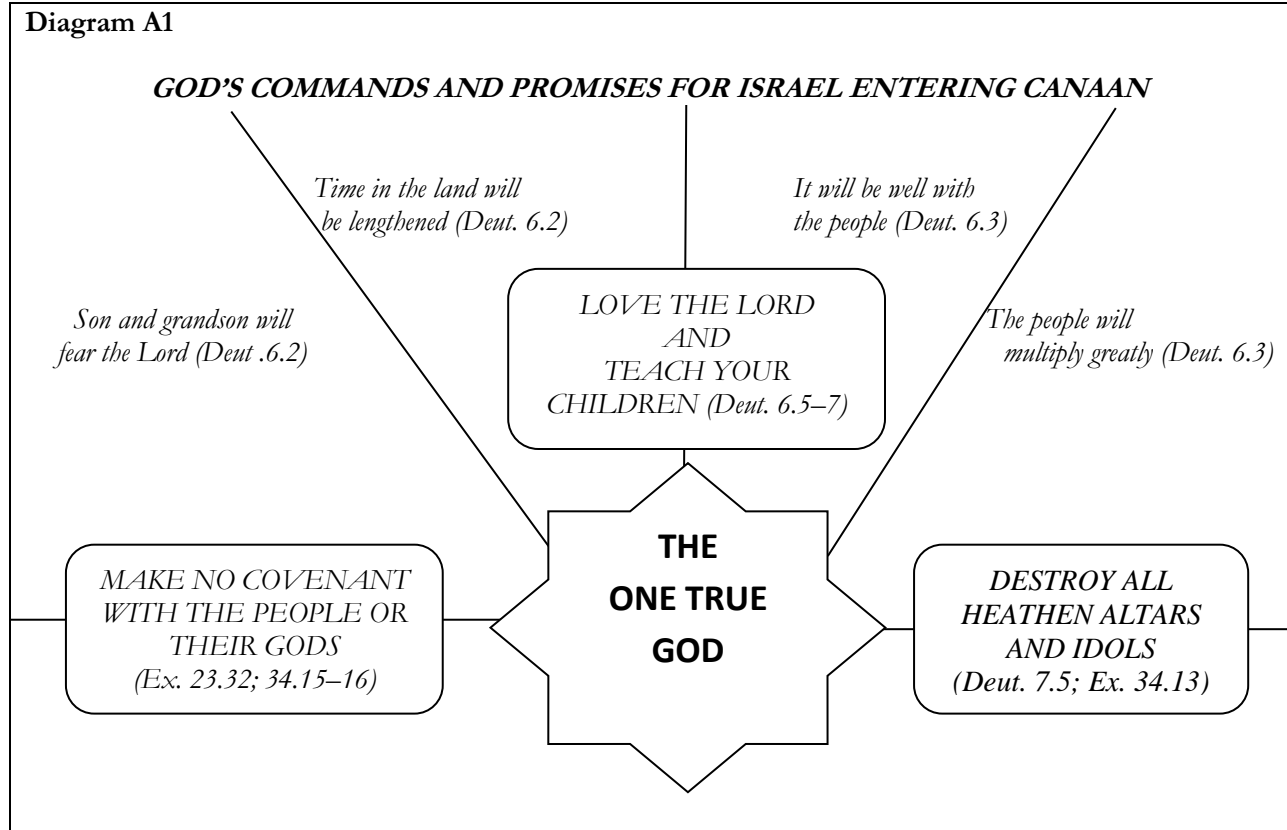 Diagram A1
GOD'S COMMANDS AND PROMISES FOR ISRAEL ENTERING CANAAN
Time in the land will
be lengthened (Deut. 6.2)
It will be well with
the people (Deut. 6.3)
Son and grandson will
fear the Lord (Deut .6.2)
LOVE THE LORD
AND
TEACH YOUR
CHILDREN (Deut. 6.5–7)
The people will
multiply greatly (Deut. 6.3)
MAKE NO COVENANT
WITH THE PEOPLE OR
THEIR GODS
(Ex. 23.32; 34.15–16)
THE
ONE TRUE
GOD
DESTROY ALL
HEATHEN ALTARS
AND IDOLS
(Deut. 7.5; Ex. 34.13)